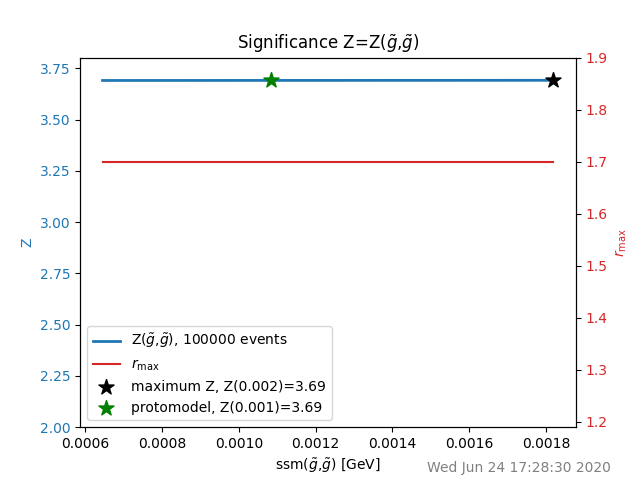 Significance Z=Z(g̃,g̃)
3.75
3.50
3.25
3.00
2.75
2.50
2.25
2.00
Z
1.9
1.8
1.7
1.6
1.5
1.4
1.3
1.2
r_max
Z(g̃,g̃), 100000 events
r_max
maximum Z, Z(0.002)=3.69
protomodel, Z(0.001)=3.69
0.0006 0.0008 0.0010 0.0012 0.0014 0.0016 0.0018
ssm(g̃,g̃) [GeV]
Wed Jun 24 17:28:30 2020